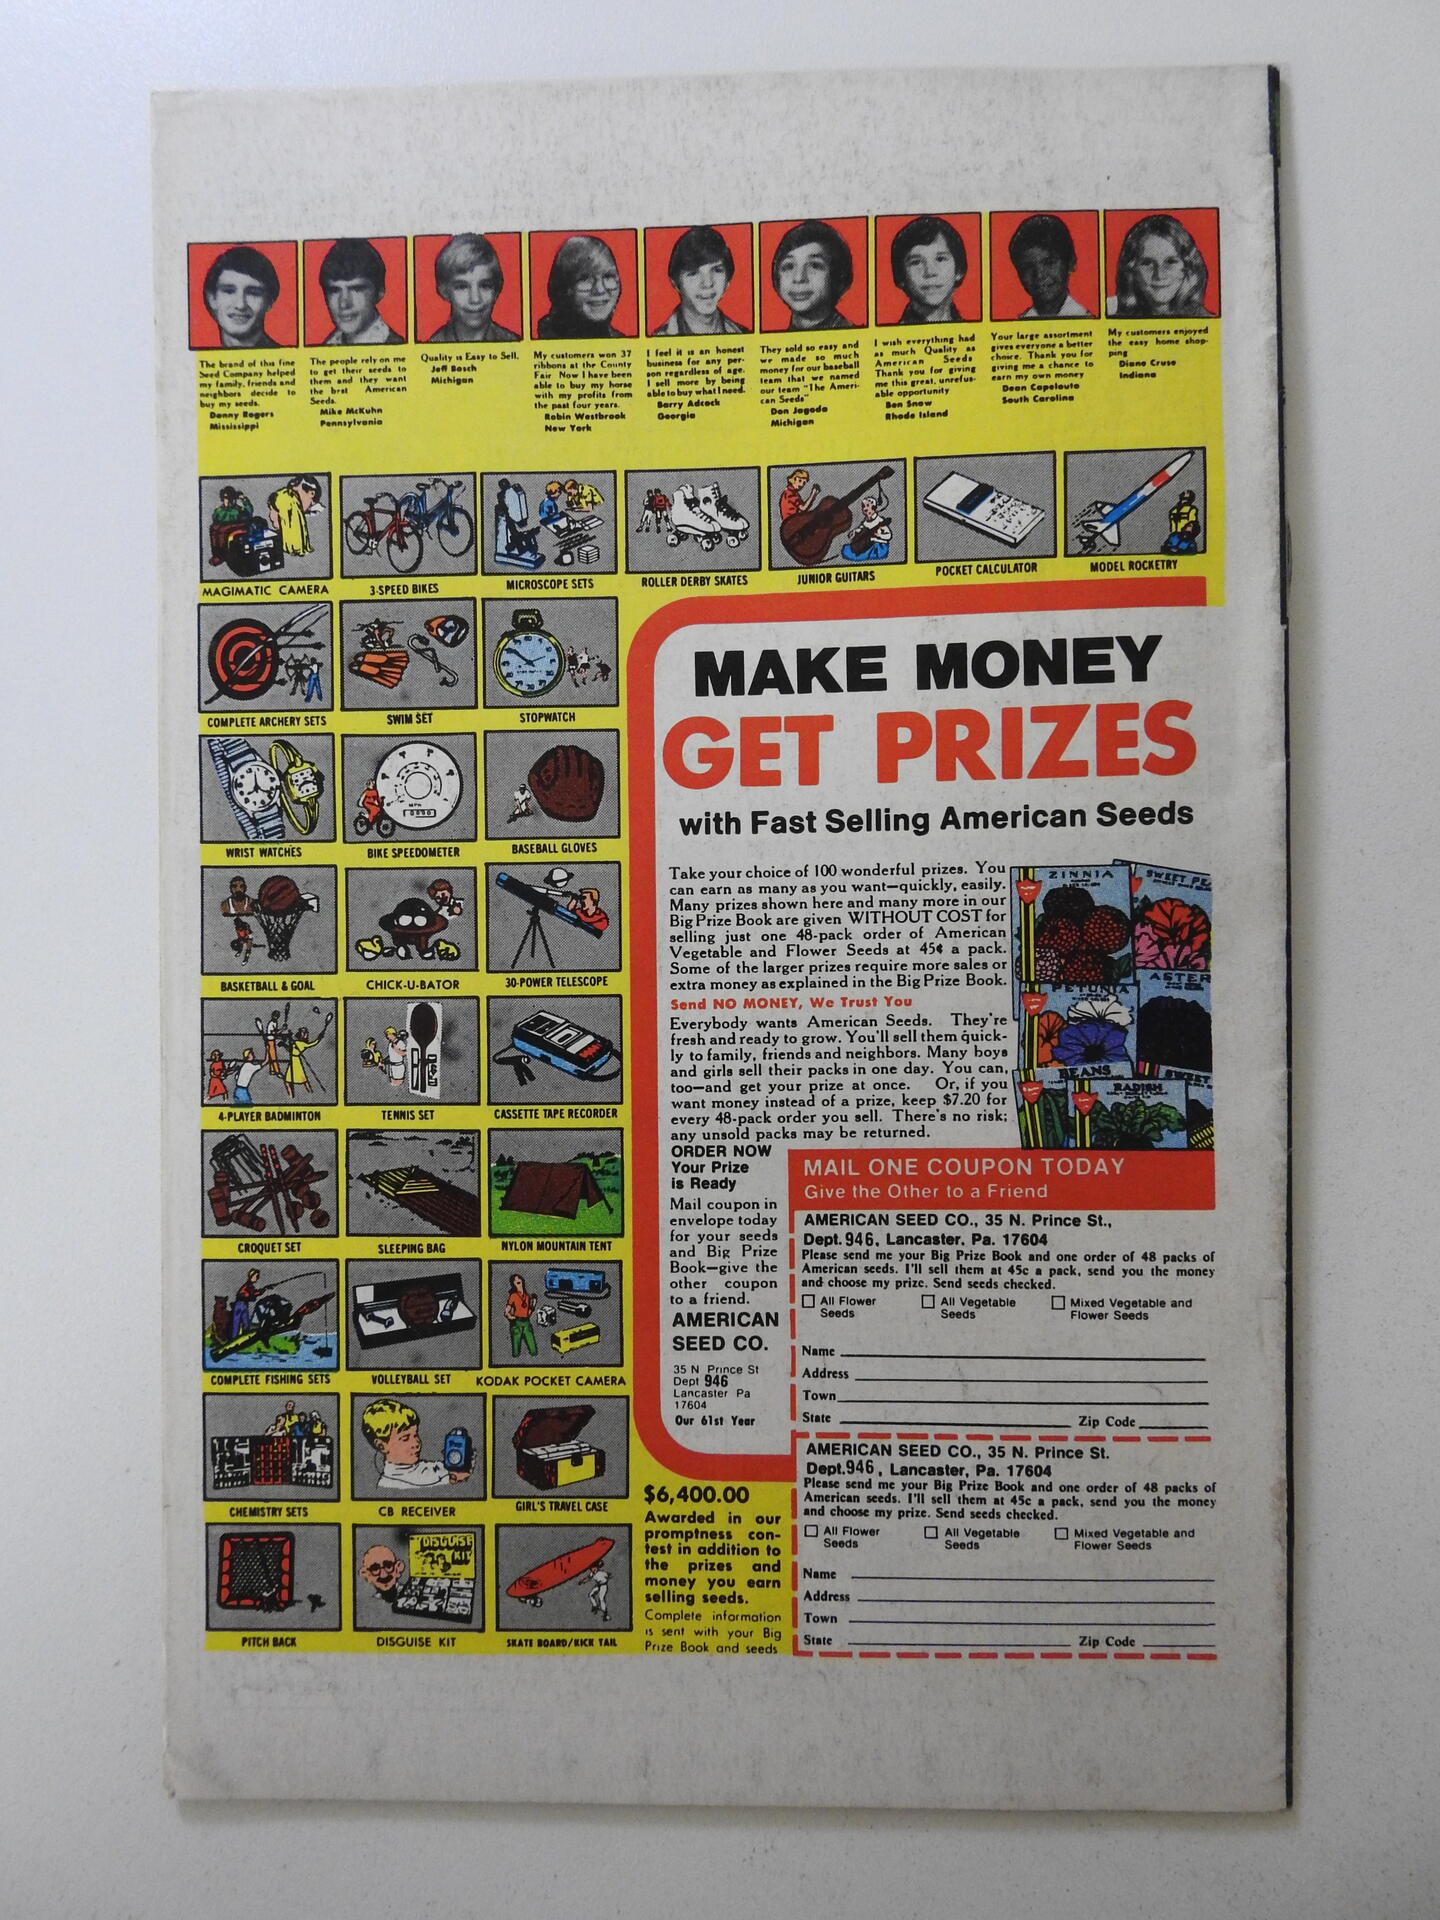 The brand of this fine
Seed Company helped
my family, friends and
neighbors decide to
buy my seeds.
Danny Rogers
Mississippi
The people rely on me
to get their seeds to
them and they want
the best American
Seeds.
Mike McKuhn
Pennsylvania
Quality is Easy to Sell.
Jeff Bosch
Michigan
My customers won 37
ribbons at the County
Fair Now I have been
able to buy my horse
with my profits from
the past four years.
Robin Westbrook
New York
I feel it is an honest
business for any per-
son regardless of age.
I sell more by being
able to buy what I need.
Barry Adcock
Georgia
They sold so easy and
we made so much
money for our baseball
team that we named
our team "The Ameri-
can Seeds"
Don Jagoda
Michigan
I wish everything had
as much Quality as
American Seeds
Thank you for giving
me this great, unrefus-
able opportunity
Ben Snow
Rhode Island
Your large assortment
gives everyone a better
choice. Thank you for
giving me a chance to
earn my own money
Dean Capelouto
South Carolina
My customers enjoyed
the easy home shop-
ping
Diane Cruse
Indiana
MAGIMATIC CAMERA
3-SPEED BIKES
MICROSCOPE SETS
ROLLER DERBY SKATES
JUNIOR GUITARS
POCKET CALCULATOR
MODEL ROCKETRY
COMPLETE ARCHERY SETS
SWIM SET
STOPWATCH
WRIST WATCHES
MPH
BIKE SPEEDOMETER
BASEBALL GLOVES
BASKETBALL & GOAL
CHICK-U-BATOR
30-POWER TELESCOPE
4-PLAYER BADMINTON
TENNIS SET
CASSETTE TAPE RECORDER
CROQUET SET
SLEEPING BAG
NYLON MOUNTAIN TENT
COMPLETE FISHING SETS
VOLLEYBALL SET
KODAK POCKET CAMERA
CHEMISTRY SETS
CB RECEIVER
GIRL'S TRAVEL CASE
DISGUISE
KIT
PITCH BACK
DISGUISE KIT
SKATE BOARD/KICK TAIL
MAKE MONEY
GET PRIZES
with Fast Selling American Seeds
Take your choice of 100 wonderful prizes. You
can earn as many as you want—quickly, easily.
Many prizes shown here and many more in our
Big Prize Book are given WITHOUT COST for
selling just one 48-pack order of American
Vegetable and Flower Seeds at 45¢ a pack.
Some of the larger prizes require more sales or
extra money as explained in the Big Prize Book.
Send NO MONEY, We Trust You
Everybody wants American Seeds. They're
fresh and ready to grow. You'll sell them quick-
ly to family, friends and neighbors. Many boys
and girls sell their packs in one day. You can,
too—and get your prize at once. Or, if you
want money instead of a prize, keep $7.20 for
every 48-pack order you sell. There's no risk;
any unsold packs may be returned.
ZINNIA
SWEET PE
ASTER
PETUNIA
BEANS
RADISH
SWEET
ORDER NOW
Your Prize
is Ready
Mail coupon in
envelope today
for your seeds
and Big Prize
Book—give the
other coupon
to a friend.
AMERICAN
SEED CO.
35 N Prince St
Dept 946
Lancaster Pa
17604
Our 61st Year
$6,400.00
Awarded in our
promptness con-
test in addition to
the prizes and
money you earn
selling seeds.
Complete information
is sent with your Big
Prize Book and seeds
MAIL ONE COUPON TODAY
Give the Other to a Friend
AMERICAN SEED CO., 35 N. Prince St.,
Dept. 946, Lancaster, Pa. 17604
Please send me your Big Prize Book and one order of 48 packs of
American seeds. I'll sell them at 45c a pack, send you the money
and choose my prize. Send seeds checked.
All Flower Seeds
All Vegetable Seeds
Mixed Vegetable and Flower Seeds
Name
Address
Town
State Zip Code
AMERICAN SEED CO., 35 N. Prince St.
Dept. 946, Lancaster, Pa. 17604
Please send me your Big Prize Book and one order of 48 packs of
American seeds. I'll sell them at 45c a pack, send you the money
and choose my prize. Send seeds checked.
All Flower Seeds
All Vegetable Seeds
Mixed Vegetable and Flower Seeds
Name
Address
Town
State Zip Code